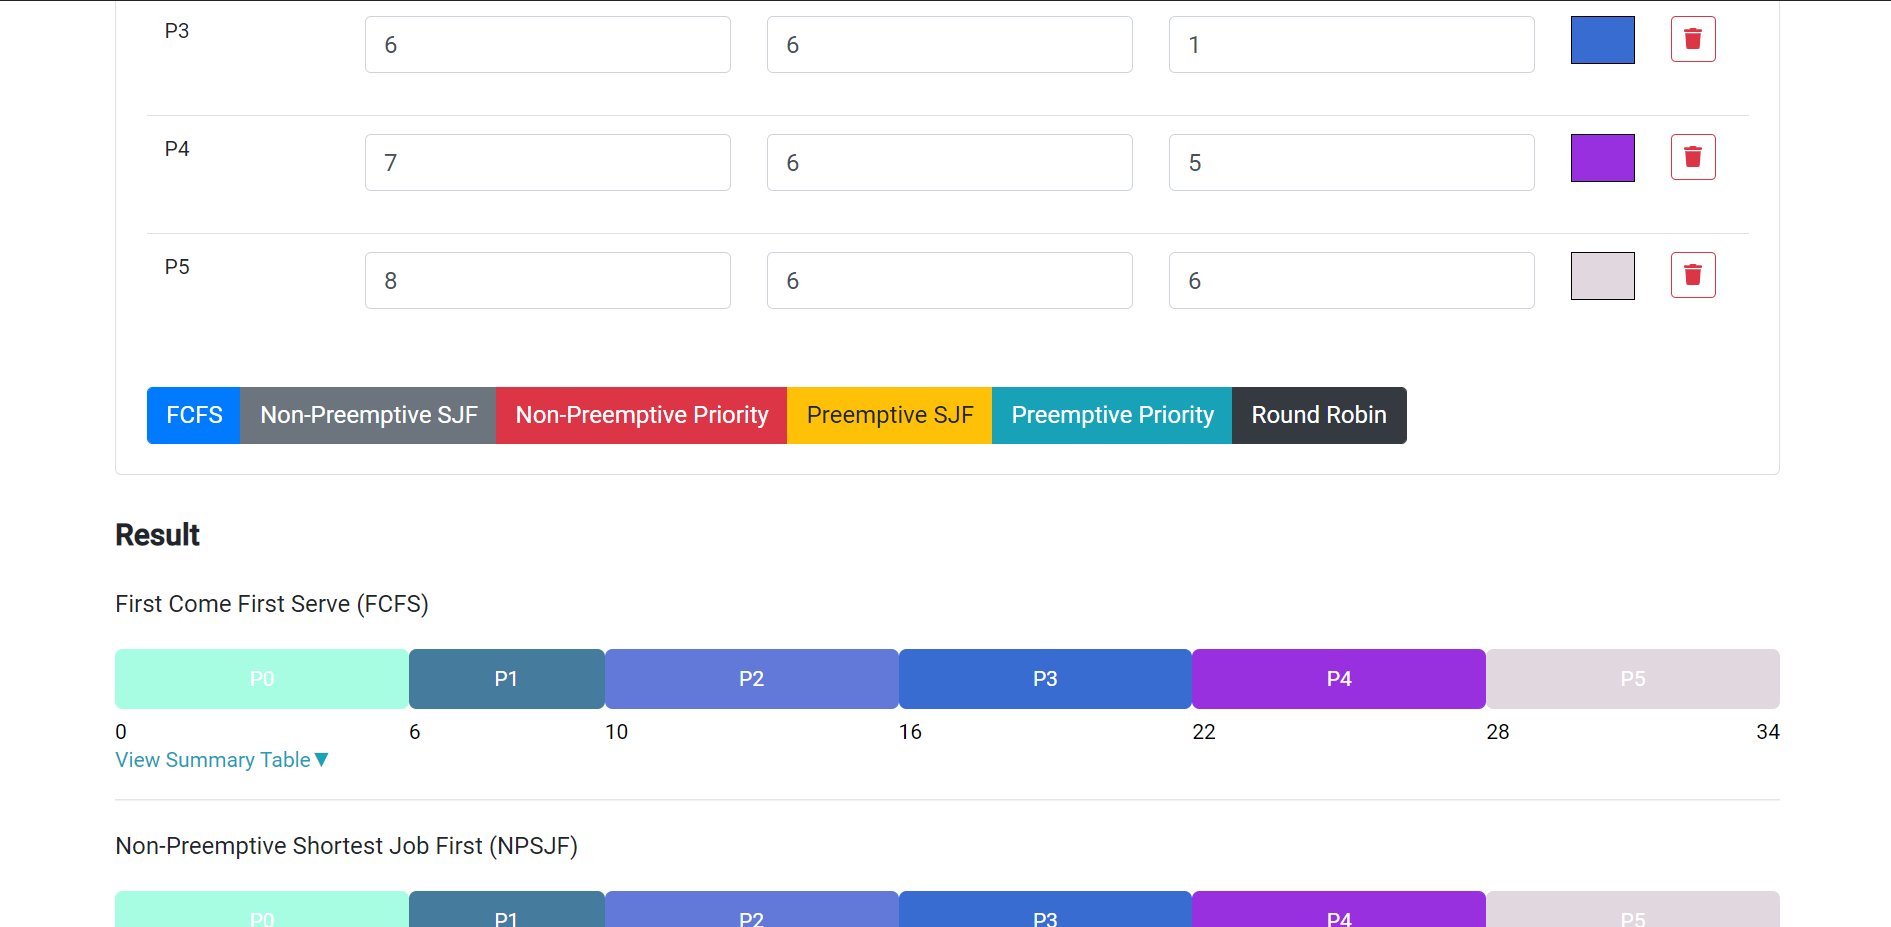 P3 6 6 1
P4 7 6 5
P5 8 6 6
FCFS Non-Preemptive SJF Non-Preemptive Priority Preemptive SJF Preemptive Priority Round Robin
Result
First Come First Serve (FCFS)
P0 P1 P2 P3 P4 P5
0 6 10 16 22 28 34
View Summary Table▼
Non-Preemptive Shortest Job First (NPSJF)
P0 P1 P2 P3 P4 P5